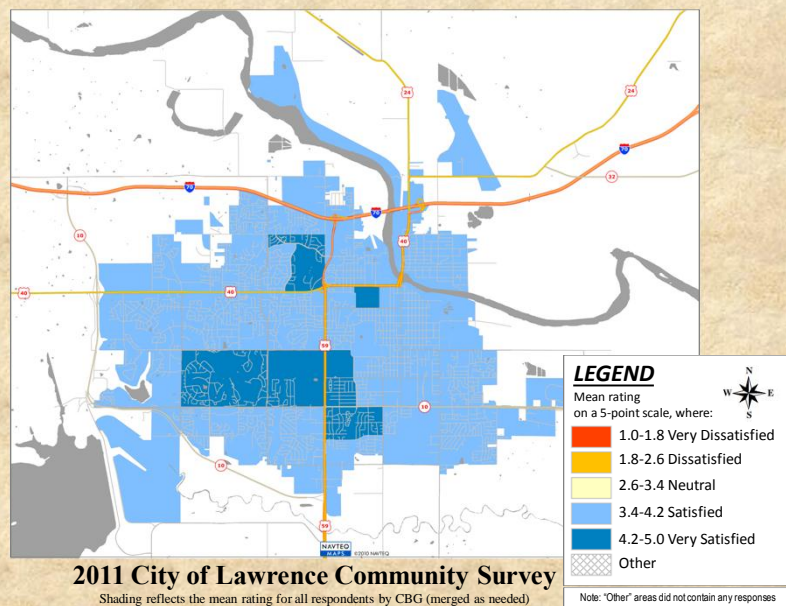 24
24
70
32
70
70
10
40
40
40
59
10
10
59
NAVTEQ
MAPS ©2010 NAVTEQ
LEGEND
Mean rating
on a 5-point scale, where:
N
W E
S
1.0-1.8 Very Dissatisfied
1.8-2.6 Dissatisfied
2.6-3.4 Neutral
3.4-4.2 Satisfied
4.2-5.0 Very Satisfied
Other
2011 City of Lawrence Community Survey
Shading reflects the mean rating for all respondents by CBG (merged as needed)
Note: "Other" areas did not contain any responses